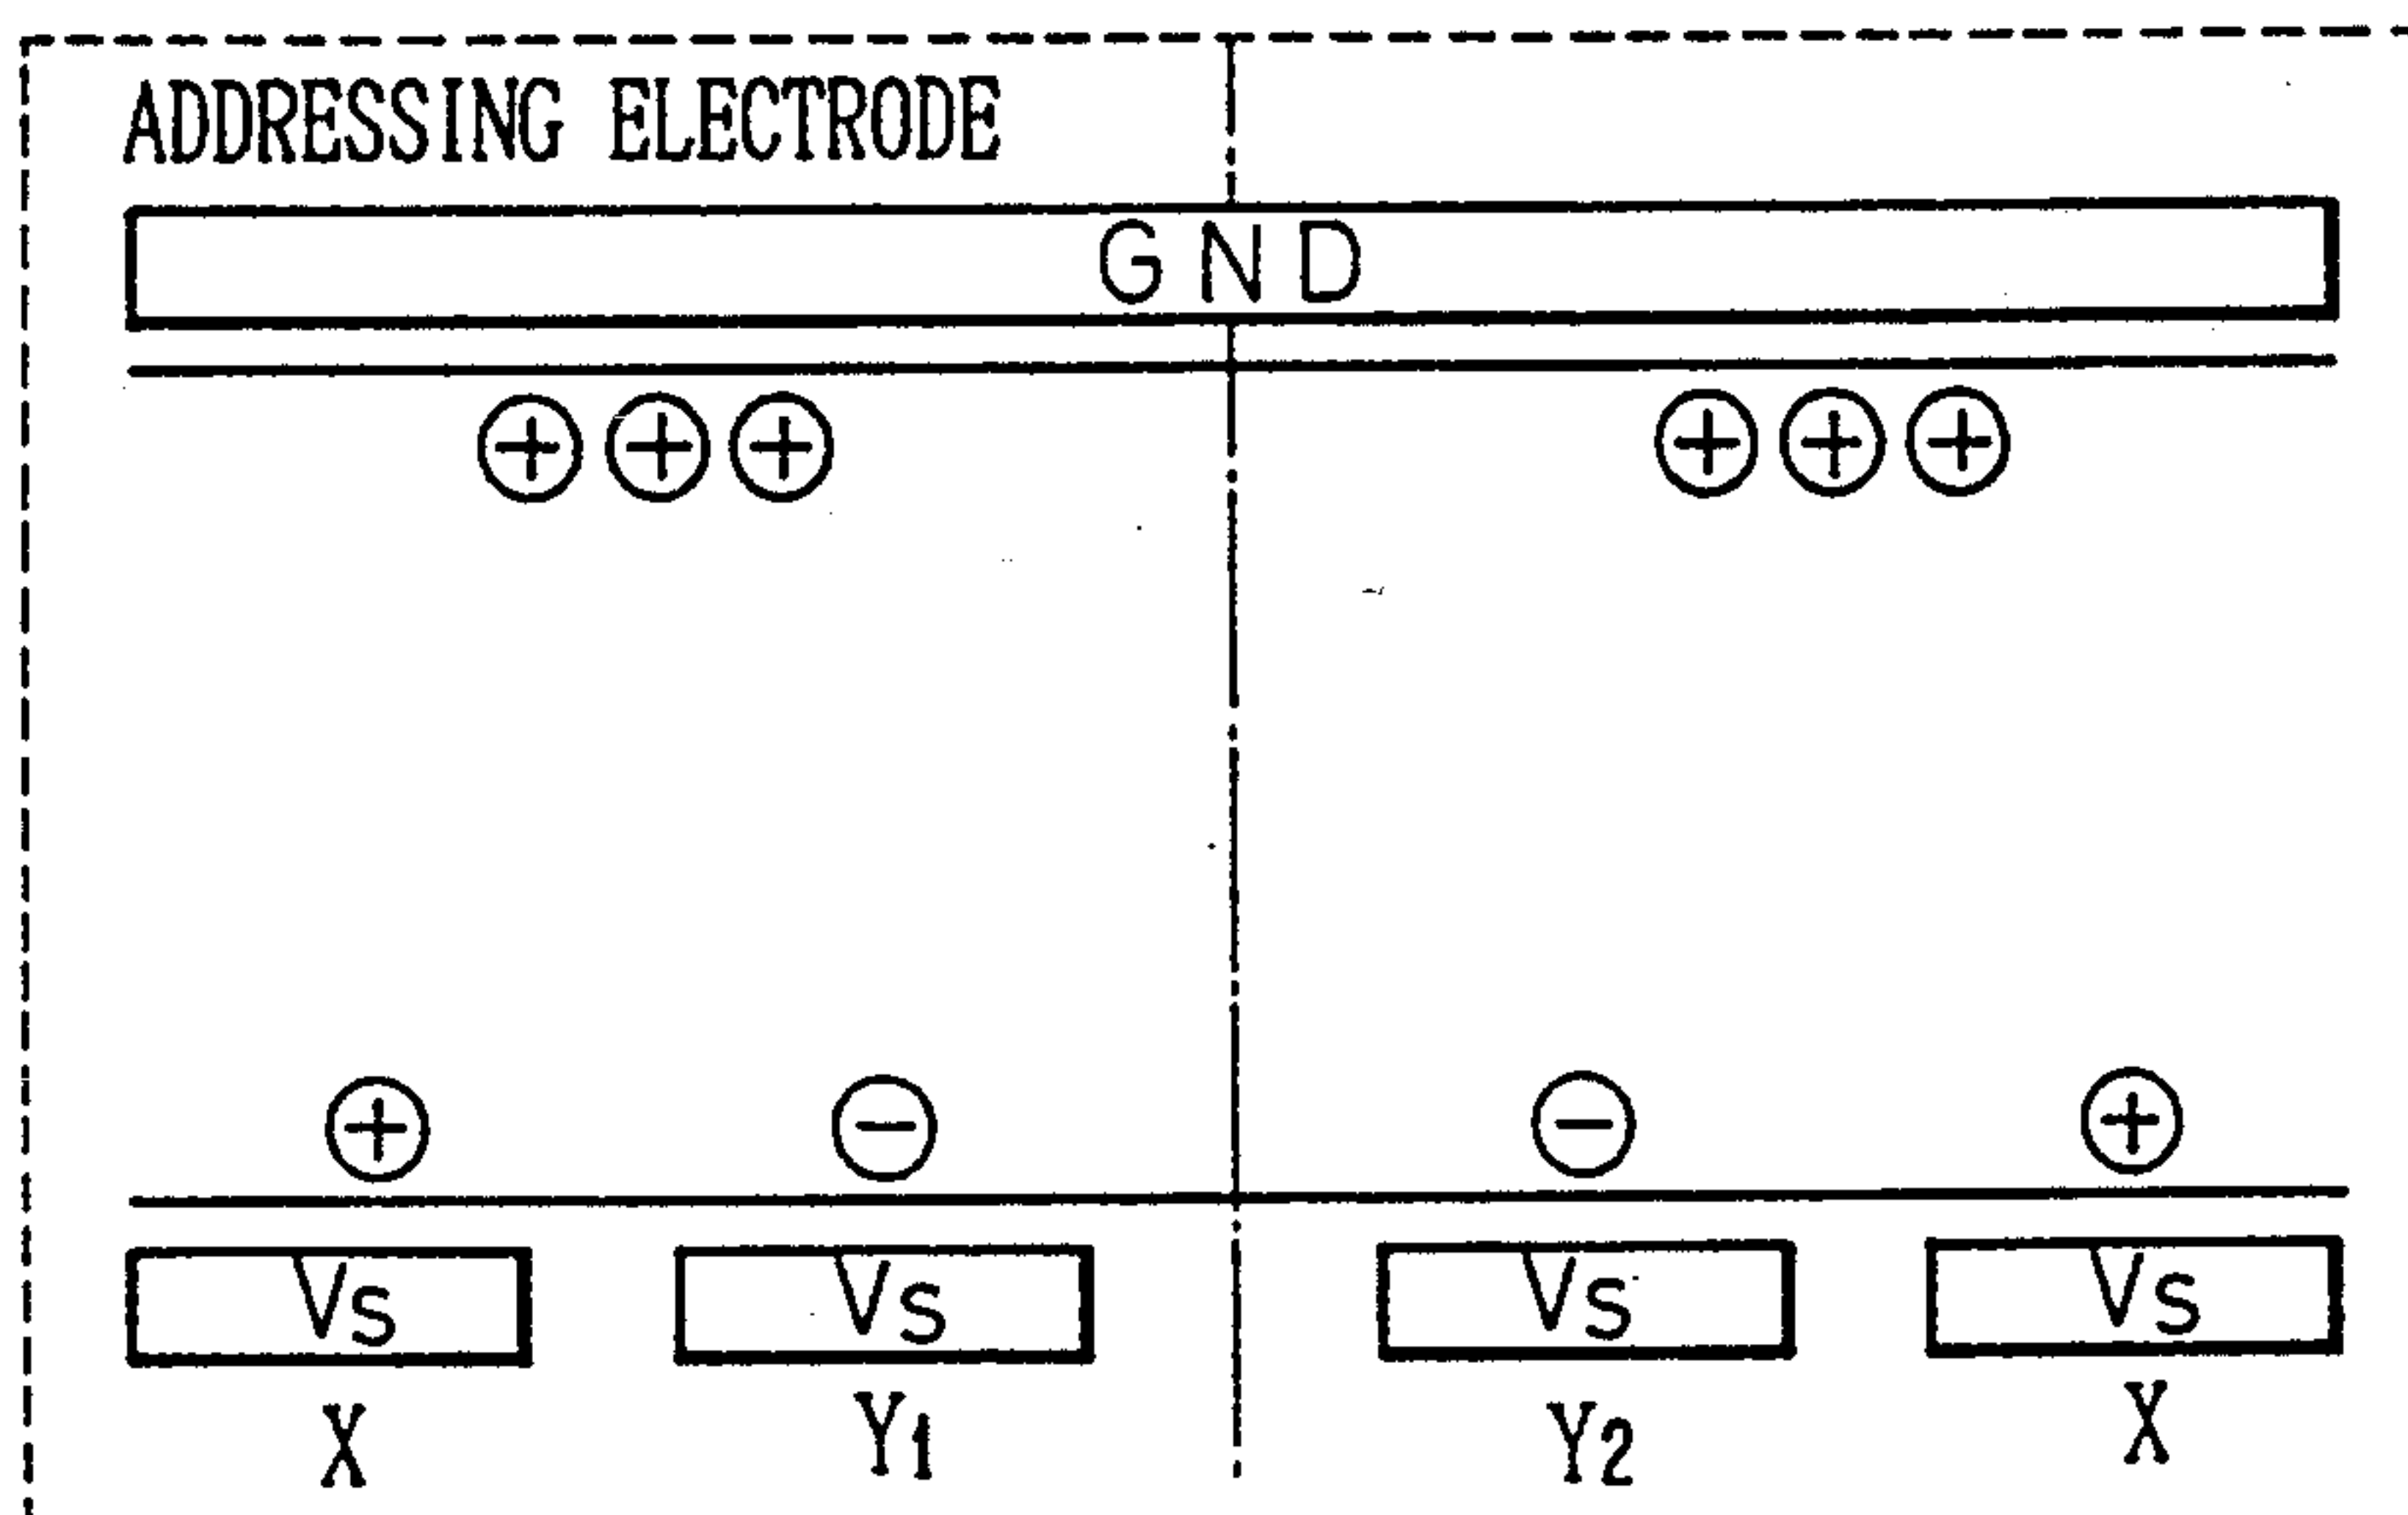 ADDRESSING ELECTRODE
GND
⊕⊕⊕ ⊕⊕⊕
⊕ ⊖ ⊖ ⊕
Vs Vs Vs Vs
X Y1 Y2 X